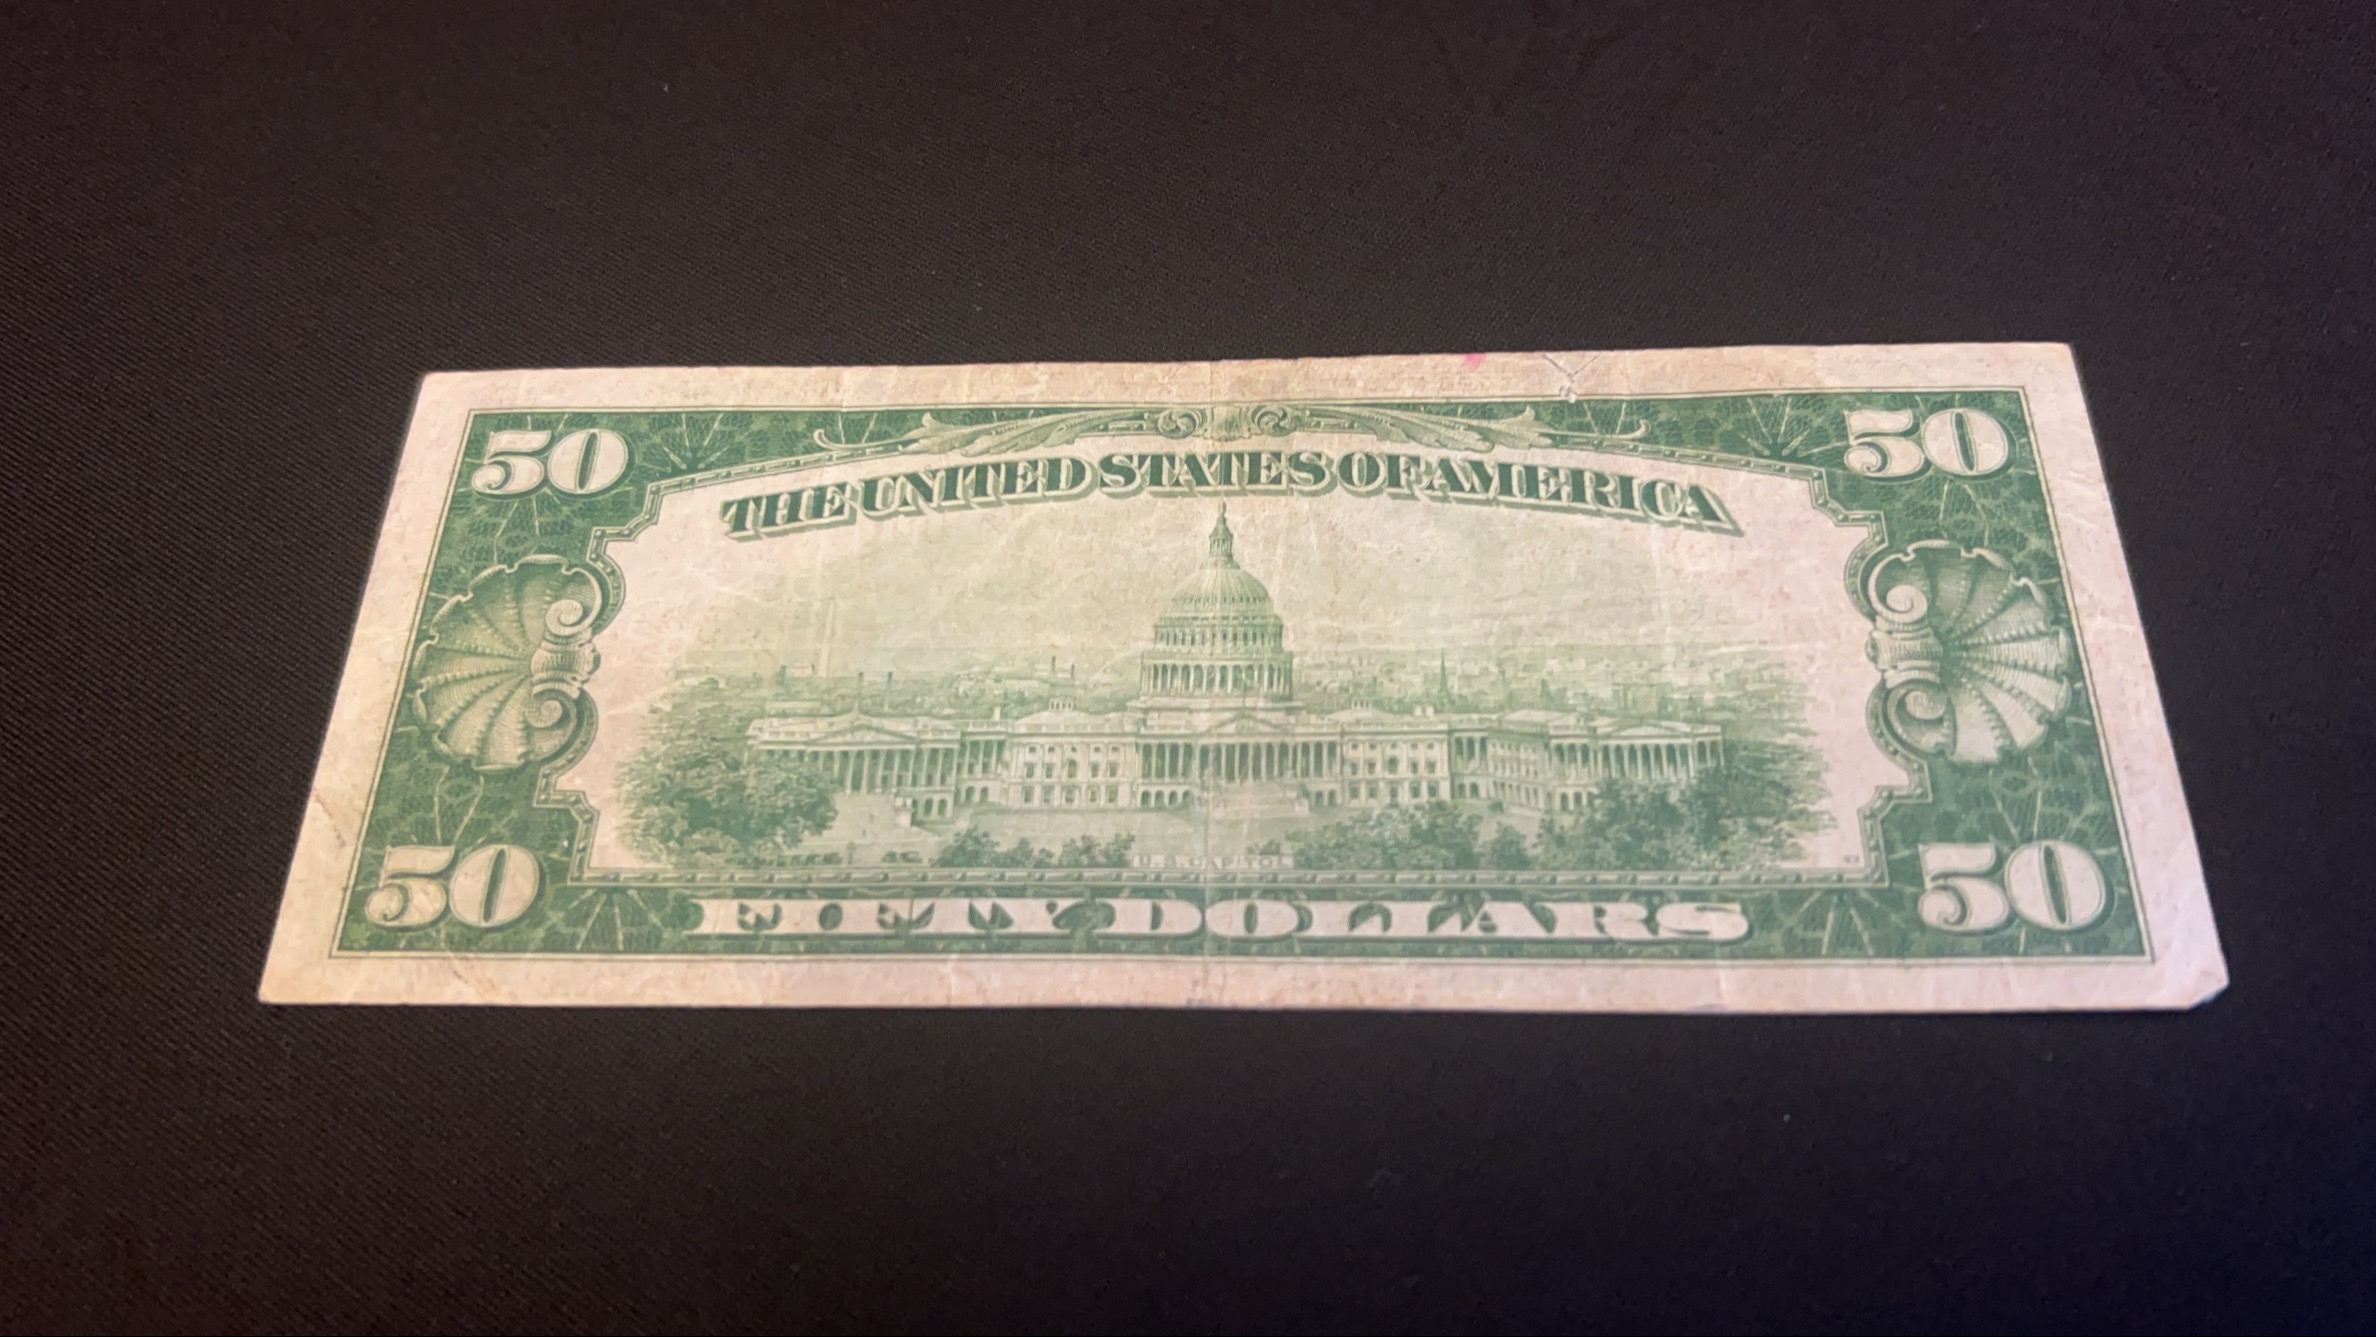 50 50
THE UNITED STATES OF AMERICA
U.S. CAPITOL
50 50
FIFTY DOLLARS